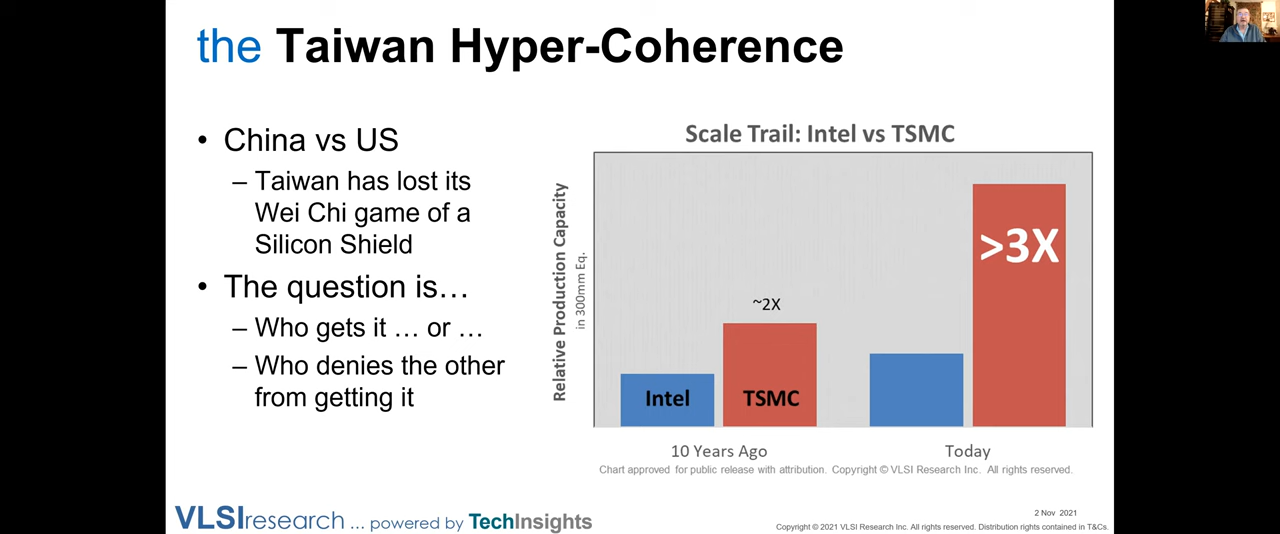 the Taiwan Hyper-Coherence
• China vs US
– Taiwan has lost its
Wei Chi game of a
Silicon Shield
• The question is…
– Who gets it … or …
– Who denies the other
from getting it
Scale Trail: Intel vs TSMC
Relative Production Capacity
in 300mm Eq.
~2X
>3X
Intel
TSMC
10 Years Ago
Today
Chart approved for public release with attribution. Copyright © VLSI Research Inc. All rights reserved.
VLSIresearch ... powered by TechInsights
2 Nov 2021
Copyright © 2021 VLSI Research Inc. All rights reserved. Distribution rights contained in T&Cs.